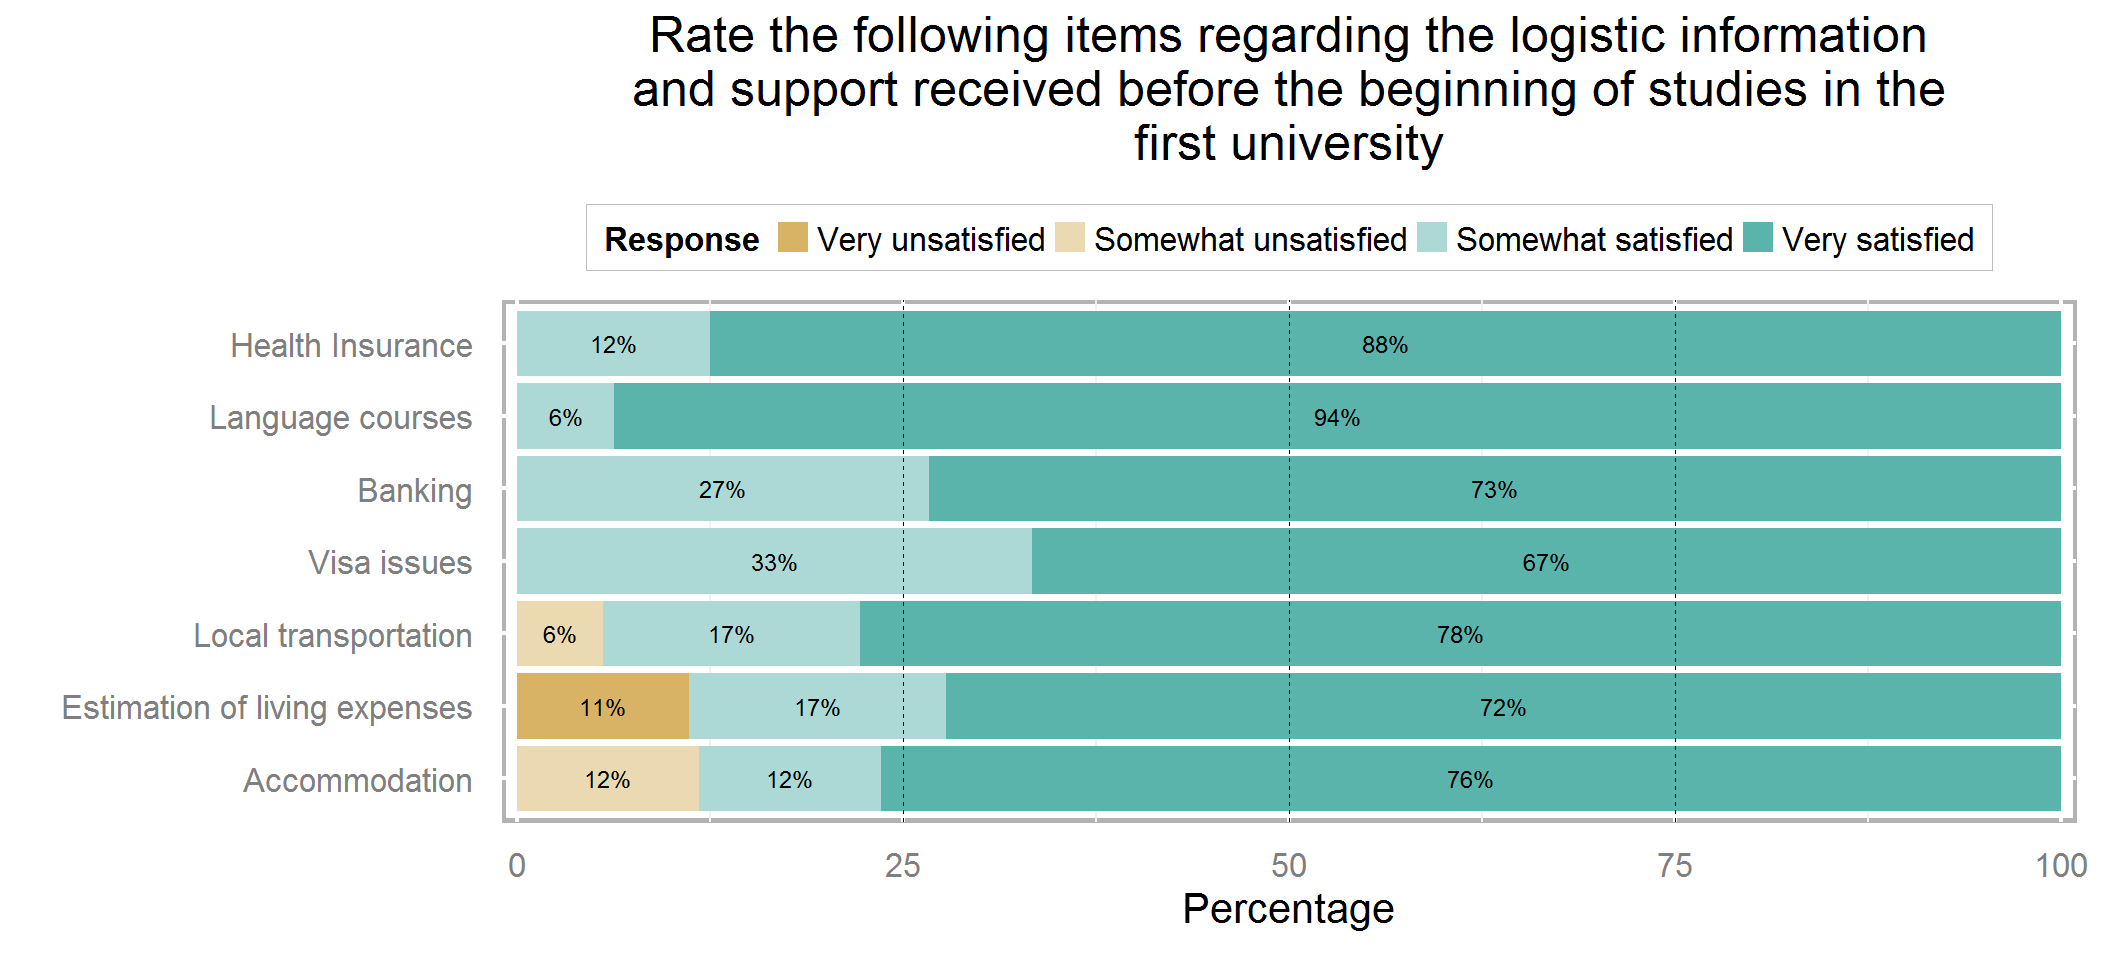 Rate the following items regarding the logistic information
and support received before the beginning of studies in the
first university
Response Very unsatisfied Somewhat unsatisfied Somewhat satisfied Very satisfied
Health Insurance 12% 88%
Language courses 6% 94%
Banking 27% 73%
Visa issues 33% 67%
Local transportation 6% 17% 78%
Estimation of living expenses 11% 17% 72%
Accommodation 12% 12% 76%
0 25 50 75 100
Percentage